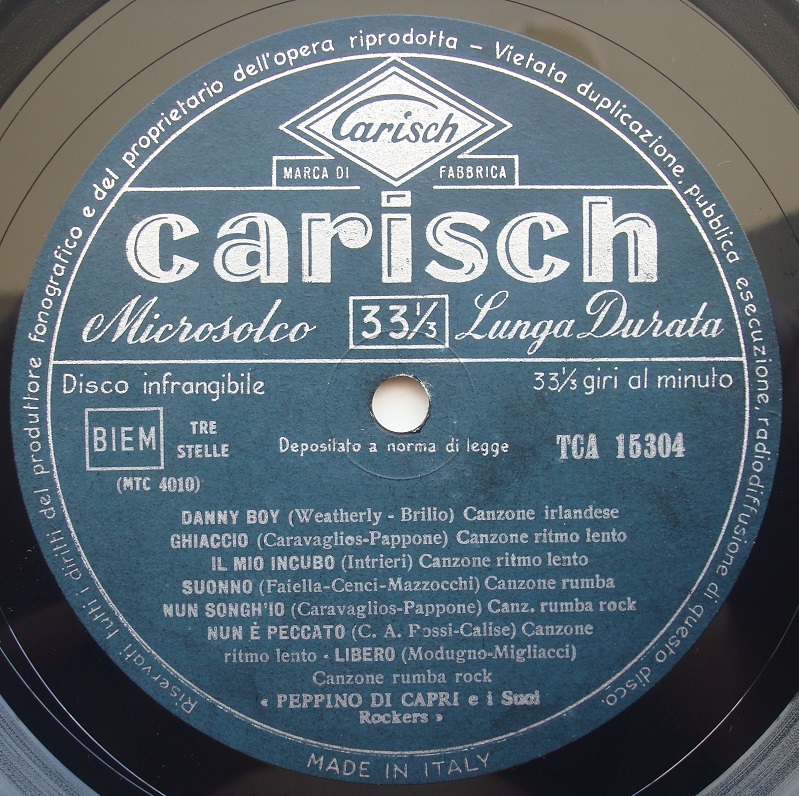 Riservati tutti i diritti del produttore fonografico e del proprietario dell'opera riprodotta – Vietata duplicazione, pubblica esecuzione, radiodiffusione di questo disco.
Carisch
MARCA DI FABBRICA
carisch
Microsolco 33⅓ Lunga Durata
Disco infrangibile 33⅓ giri al minuto
BIEM TRE STELLE Depositato a norma di legge TCA 15304
(MTC 4010)
DANNY BOY (Weatherly - Brilio) Canzone irlandese
GHIACCIO (Caravaglios-Pappone) Canzone ritmo lento
IL MIO INCUBO (Intrieri) Canzone ritmo lento
SUONNO (Faiella-Cenci-Mazzocchi) Canzone rumba
NUN SONGH'IO (Caravaglios-Pappone) Canz. rumba rock
NUN È PECCATO (C. A. Rossi-Calise) Canzone
ritmo lento - LIBERO (Modugno-Migliacci)
Canzone rumba rock
« PEPPINO DI CAPRI e i Suoi
Rockers »
MADE IN ITALY